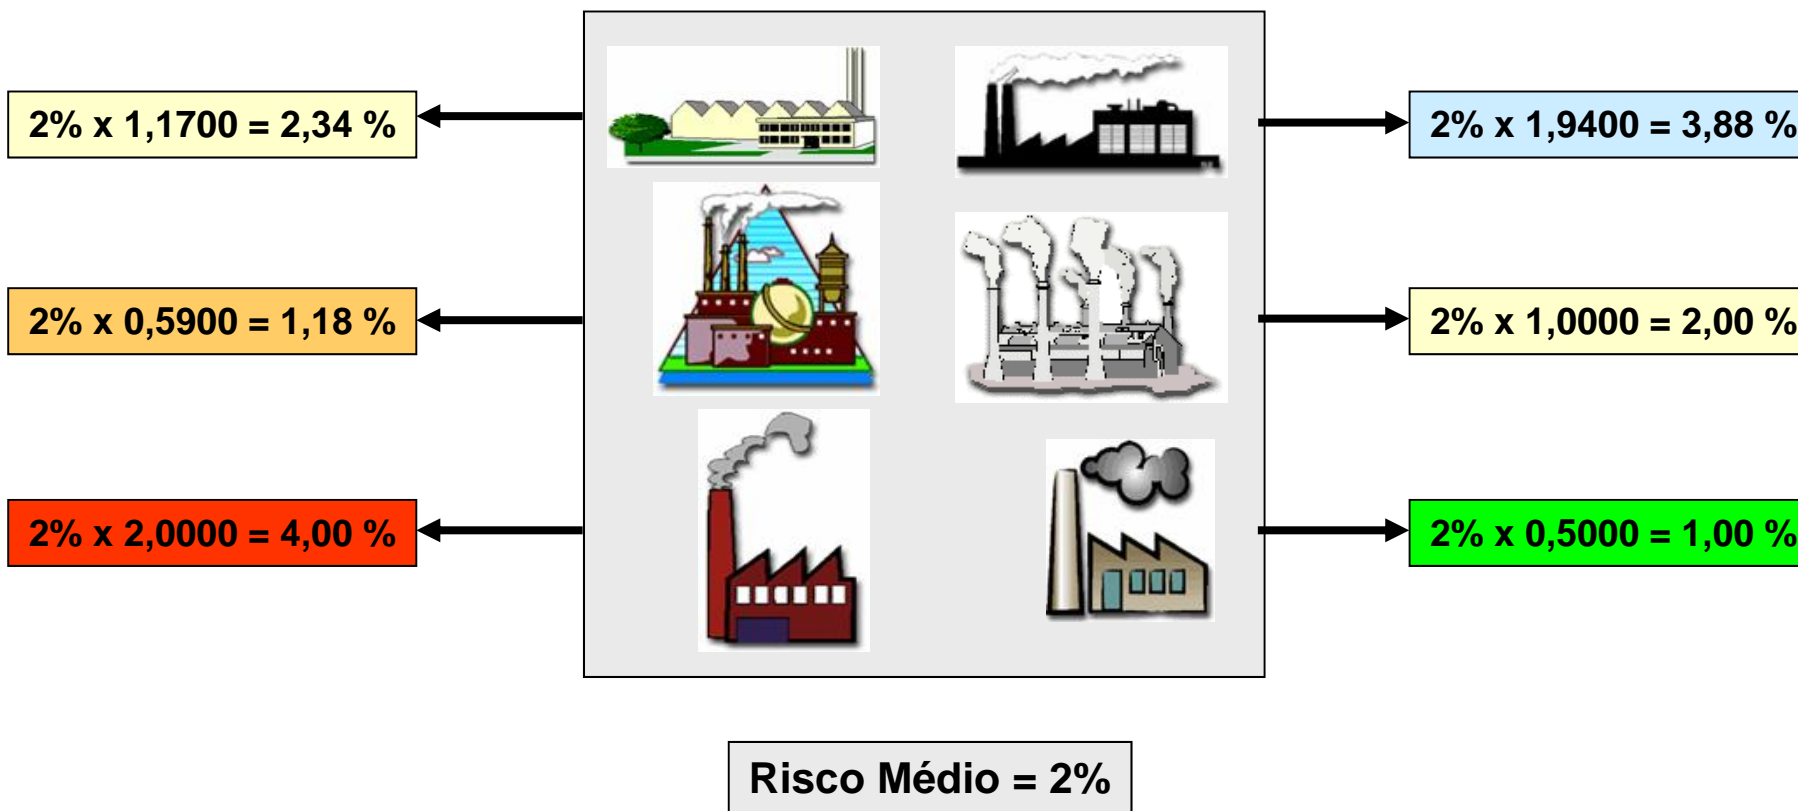 2% x 1,1700 = 2,34 %
2% x 1,9400 = 3,88 %
2% x 0,5900 = 1,18 %
2% x 1,0000 = 2,00 %
2% x 2,0000 = 4,00 %
2% x 0,5000 = 1,00 %
Risco Médio = 2%